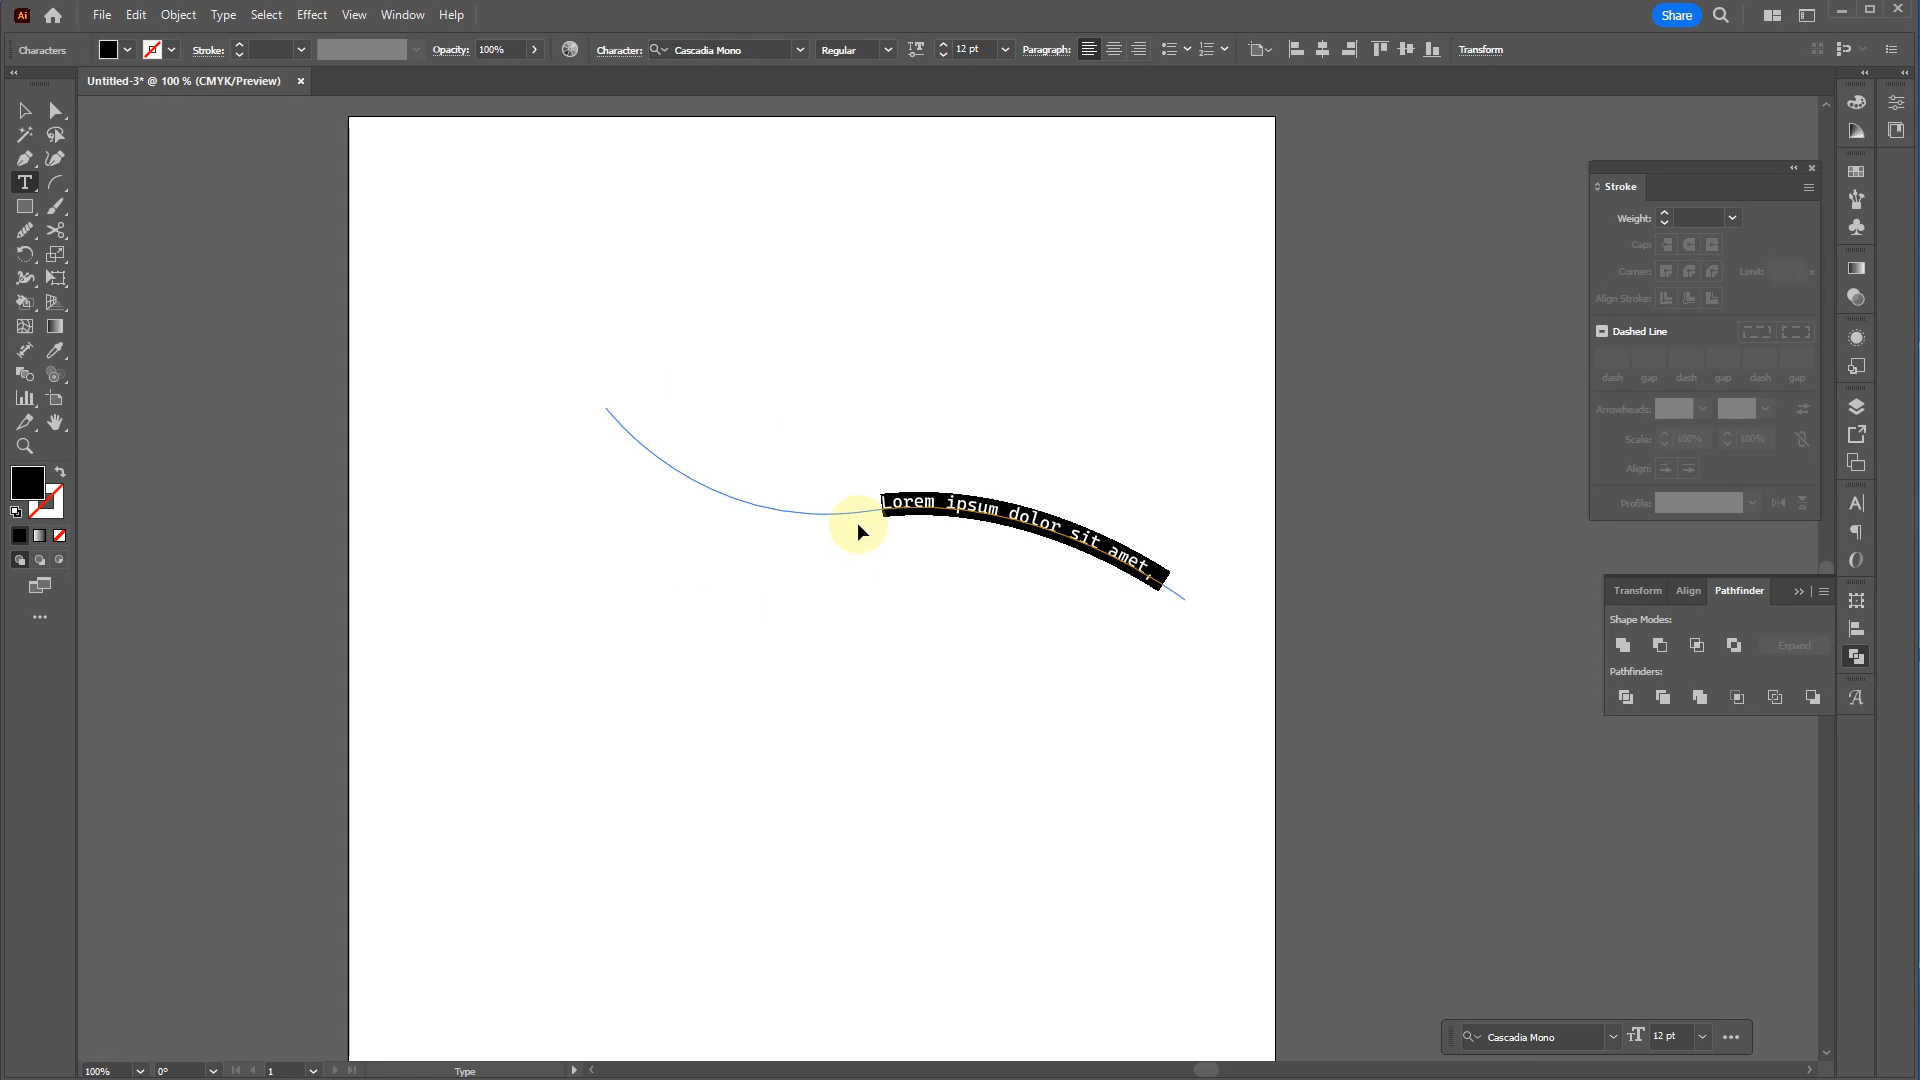 Ai File Edit Object Type Select Effect View Window Help Share
Characters Stroke: Opacity: 100% Character: Cascadia Mono Regular 12 pt Paragraph: Transform
Untitled-3* @ 100 % (CMYK/Preview)
Lorem ipsum dolor sit amet,
Stroke
Weight:
Cap:
Corner: Limit: x
Align Stroke:
Dashed Line
dash gap dash gap dash gap
Arrowheads:
Scale: 100% 100%
Align:
Profile:
Transform Align Pathfinder
Shape Modes:
Expand
Pathfinders:
Cascadia Mono 12 pt
100% 0° 1 Type